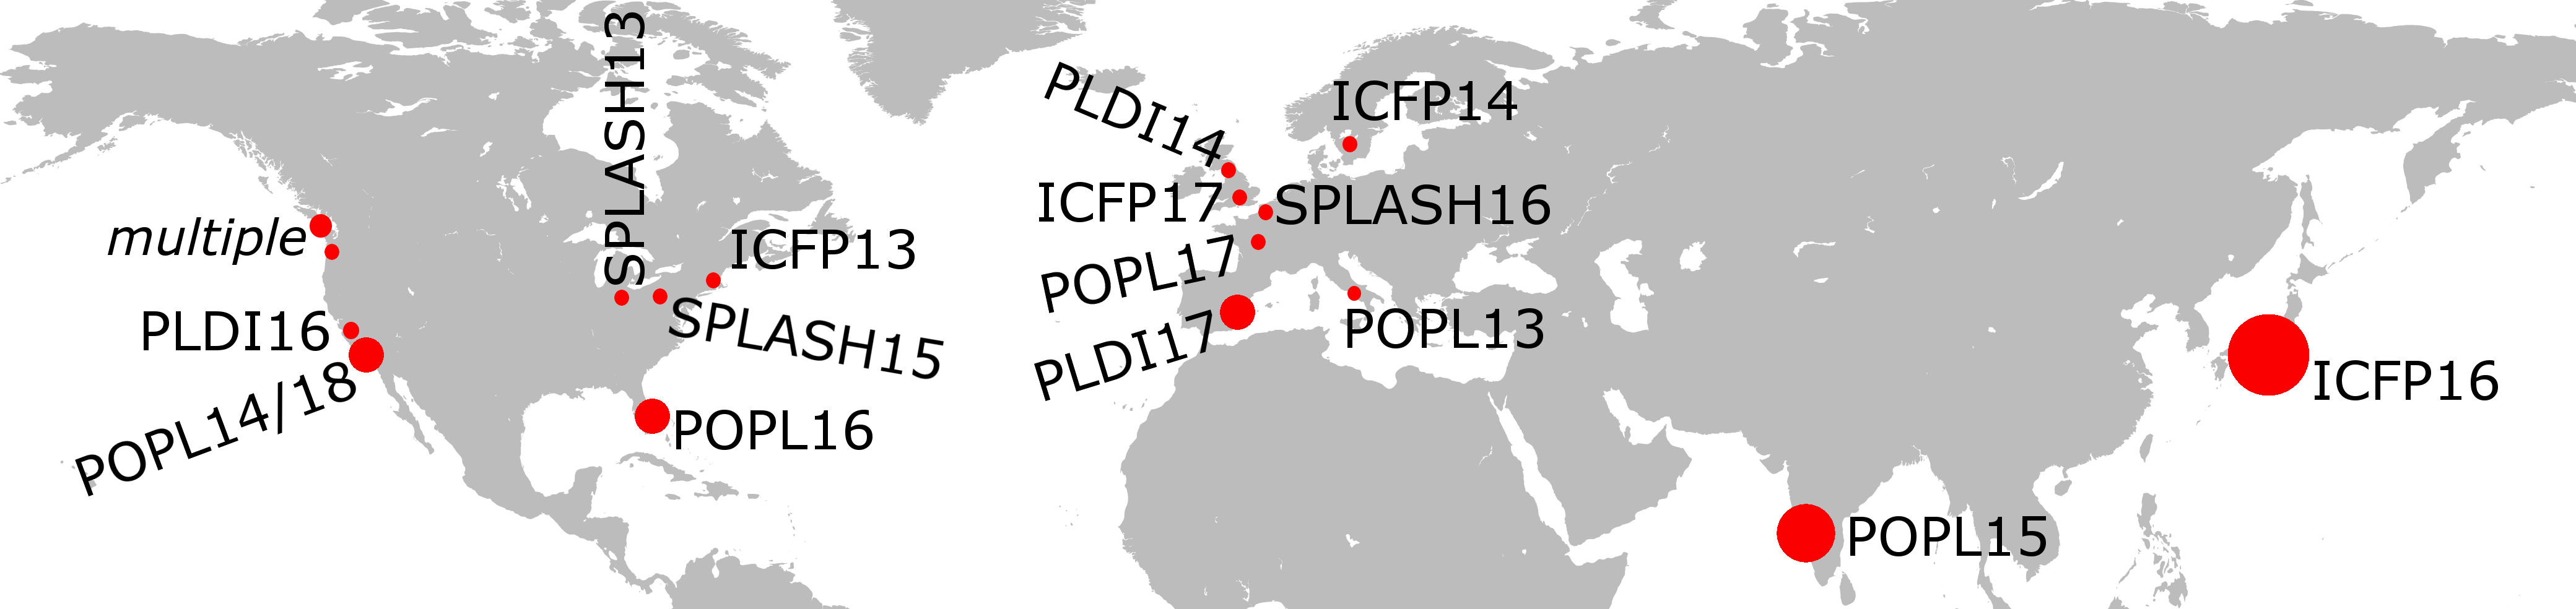 SPLASH13
multiple
ICFP13
PLDI16
SPLASH15
POPL14/18
POPL16
PLDI14
ICFP14
ICFP17
SPLASH16
POPL17
PLDI17
POPL13
ICFP16
POPL15